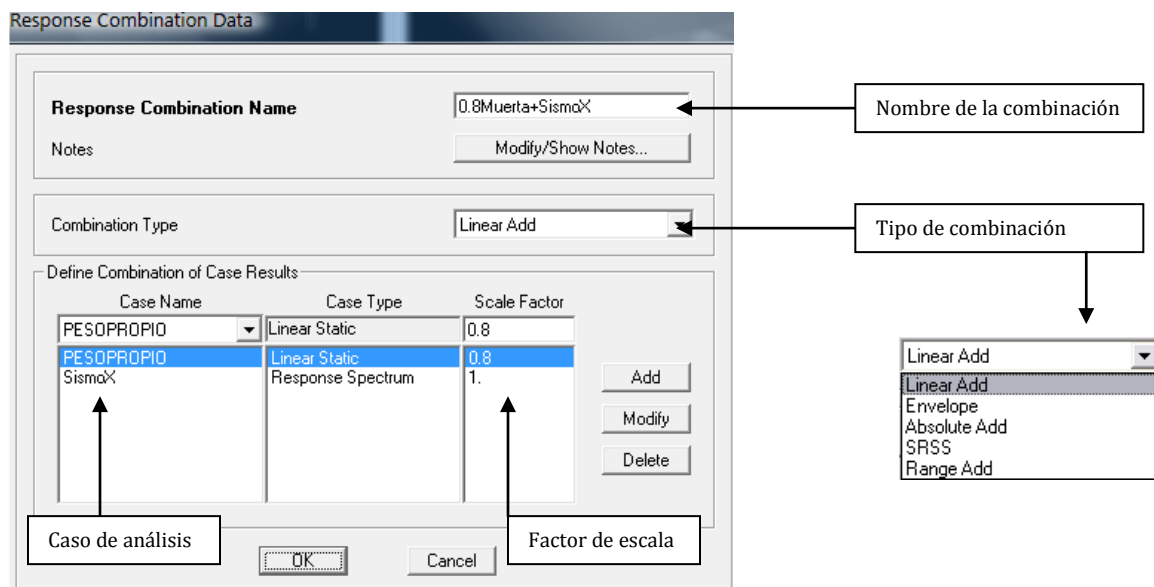 Response Combination Data
Response Combination Name
0.8Muerta+SismoX
Nombre de la combinación
Notes
Modify/Show Notes...
Combination Type
Linear Add
Tipo de combinación
Define Combination of Case Results
Case Name
Case Type
Scale Factor
PESOPROPIO
Linear Static
0.8
PESOPROPIO
Linear Static
0.8
SismoX
Response Spectrum
1.
Add
Modify
Delete
Linear Add
Linear Add
Envelope
Absolute Add
SRSS
Range Add
Caso de análisis
Factor de escala
OK
Cancel